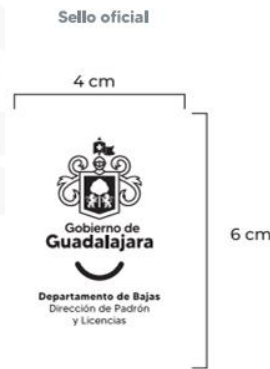 Sello oficial
4 cm
Gobierno de
Guadalajara
6 cm
Departamento de Bajas
Dirección de Padrón
y Licencias